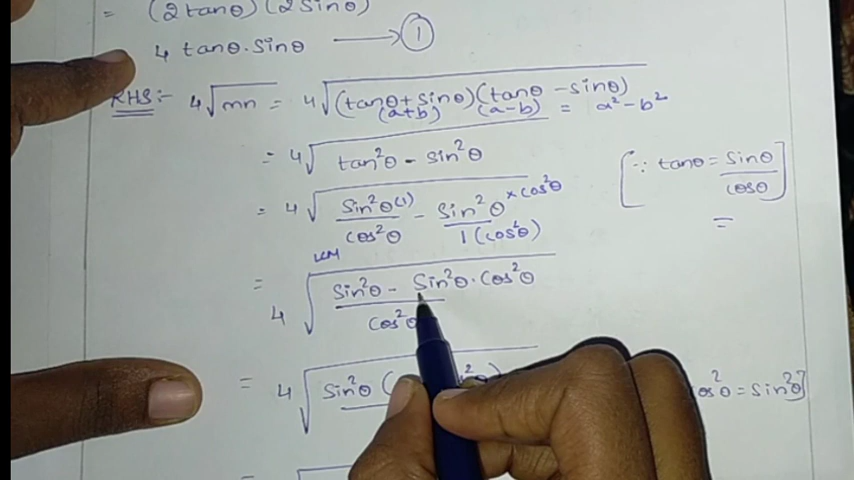 = (2tanθ)(2sinθ)
4 tanθ.sinθ → ①
RHS:- 4√mn = 4√(tanθ+sinθ)(tanθ-sinθ)
(a+b) (a-b) = a²-b²
= 4√tan²θ - sin²θ
[∵ tanθ = sinθ/cosθ]
=
= 4√sin²θ(1)/cos²θ - sin²θ×cos²θ/1(cos²θ)
LCM
= 4√sin²θ - sin²θ.cos²θ/cos²θ
= 4√sin²θ(
cos²θ = sin²θ]
=